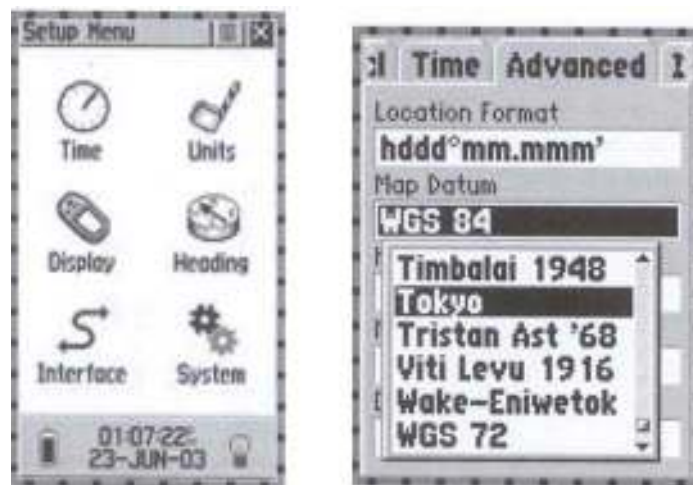 Setup Menu
Time
Units
Display
Heading
Interface
System
01:07:22
23-JUN-03
Time
Advanced
Location Format
hddd°mm.mmm'
Map Datum
WGS 84
Timbalai 1948
Tokyo
Tristan Ast '68
Viti Levu 1916
Wake-Eniwetok
WGS 72